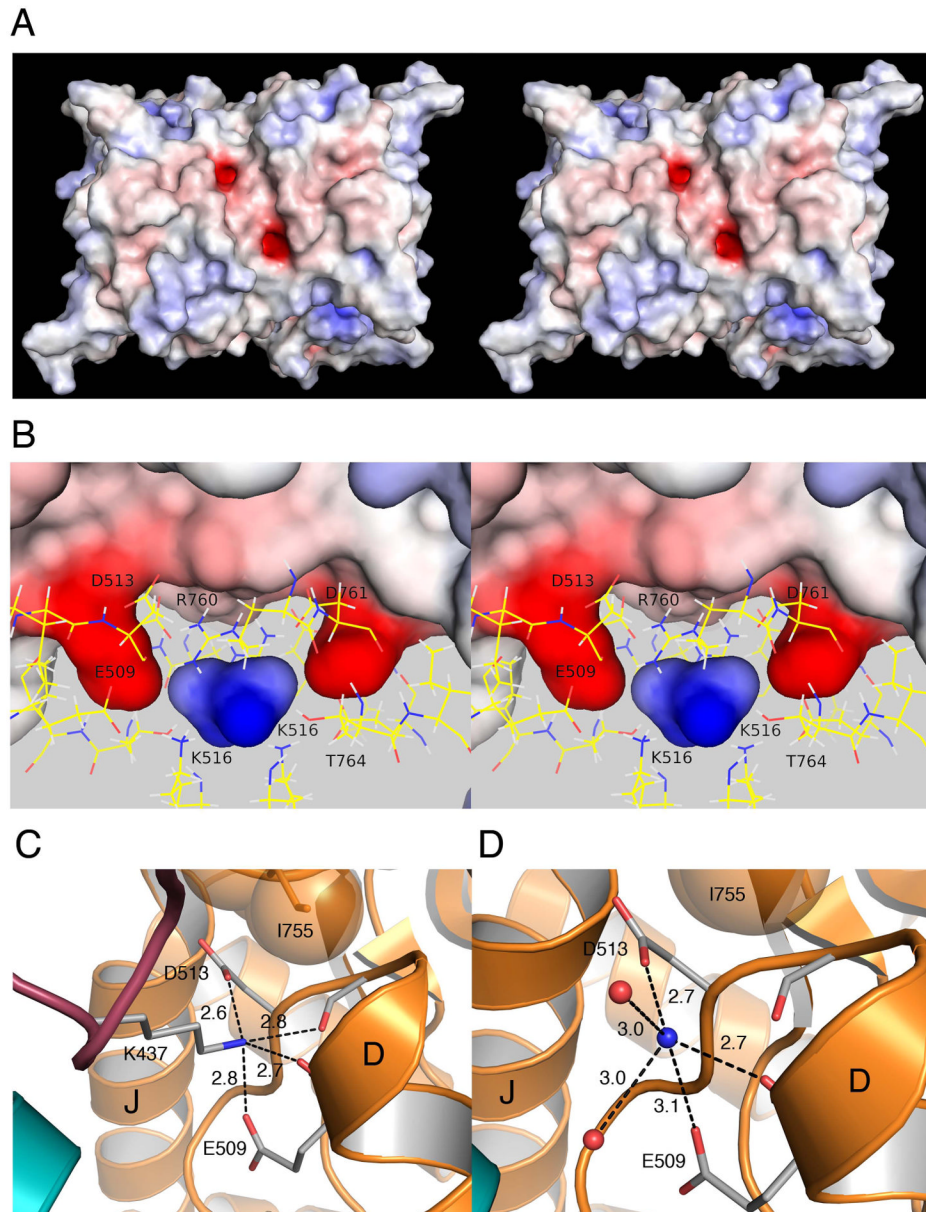 A
B
D513 R760 D761 D513 R760 D761
E509 E509
K516 K516
K516 T764 K516 T764
C D
I755 I755
D513 D513
2.6 2.8 2.7
3.0 2.7
K437 2.7 D
2.8 J 3.0 D
3.1
E509 E509